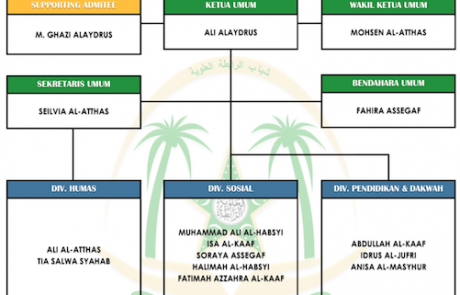 SUPPORTING ADMITEE
KETUA UMUM
WAKIL KETUA UMUM
M. GHAZI ALAYDRUS
ALI ALAYDRUS
MOHSEN AL-ATTHAS
شباب الرابطة العلوية
SEKRETARIS UMUM
BENDAHARA UMUM
SEILVIA AL-ATTHAS
FAHIRA ASSEGAF
DIV. HUMAS
DIV. SOSIAL
DIV. PENDIDIKAN & DAKWAH
ALI AL-ATTHAS
TIA SALWA SYAHAB
MUHAMMAD ALI AL-HABSYI
ISA AL-KAAF
SORAYA ASSEGAF
HALIMAH AL-HABSYI
FATIMAH AZZAHRA AL-KAAF
ABDULLAH AL-KAAF
IDRUS AL-JUFRI
ANISA AL-MASYHUR